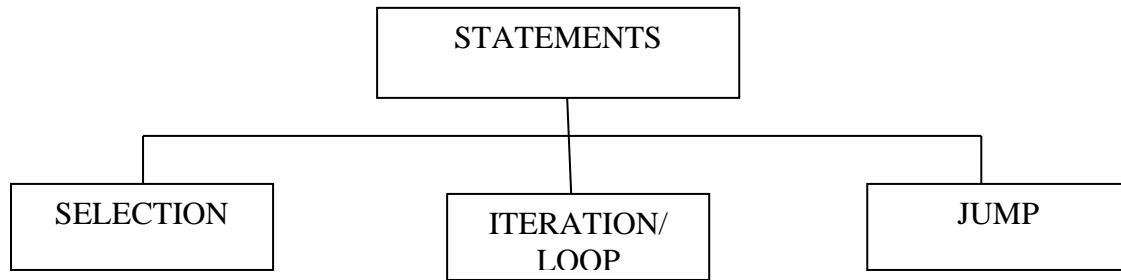 STATEMENTS
SELECTION
ITERATION/
LOOP
JUMP